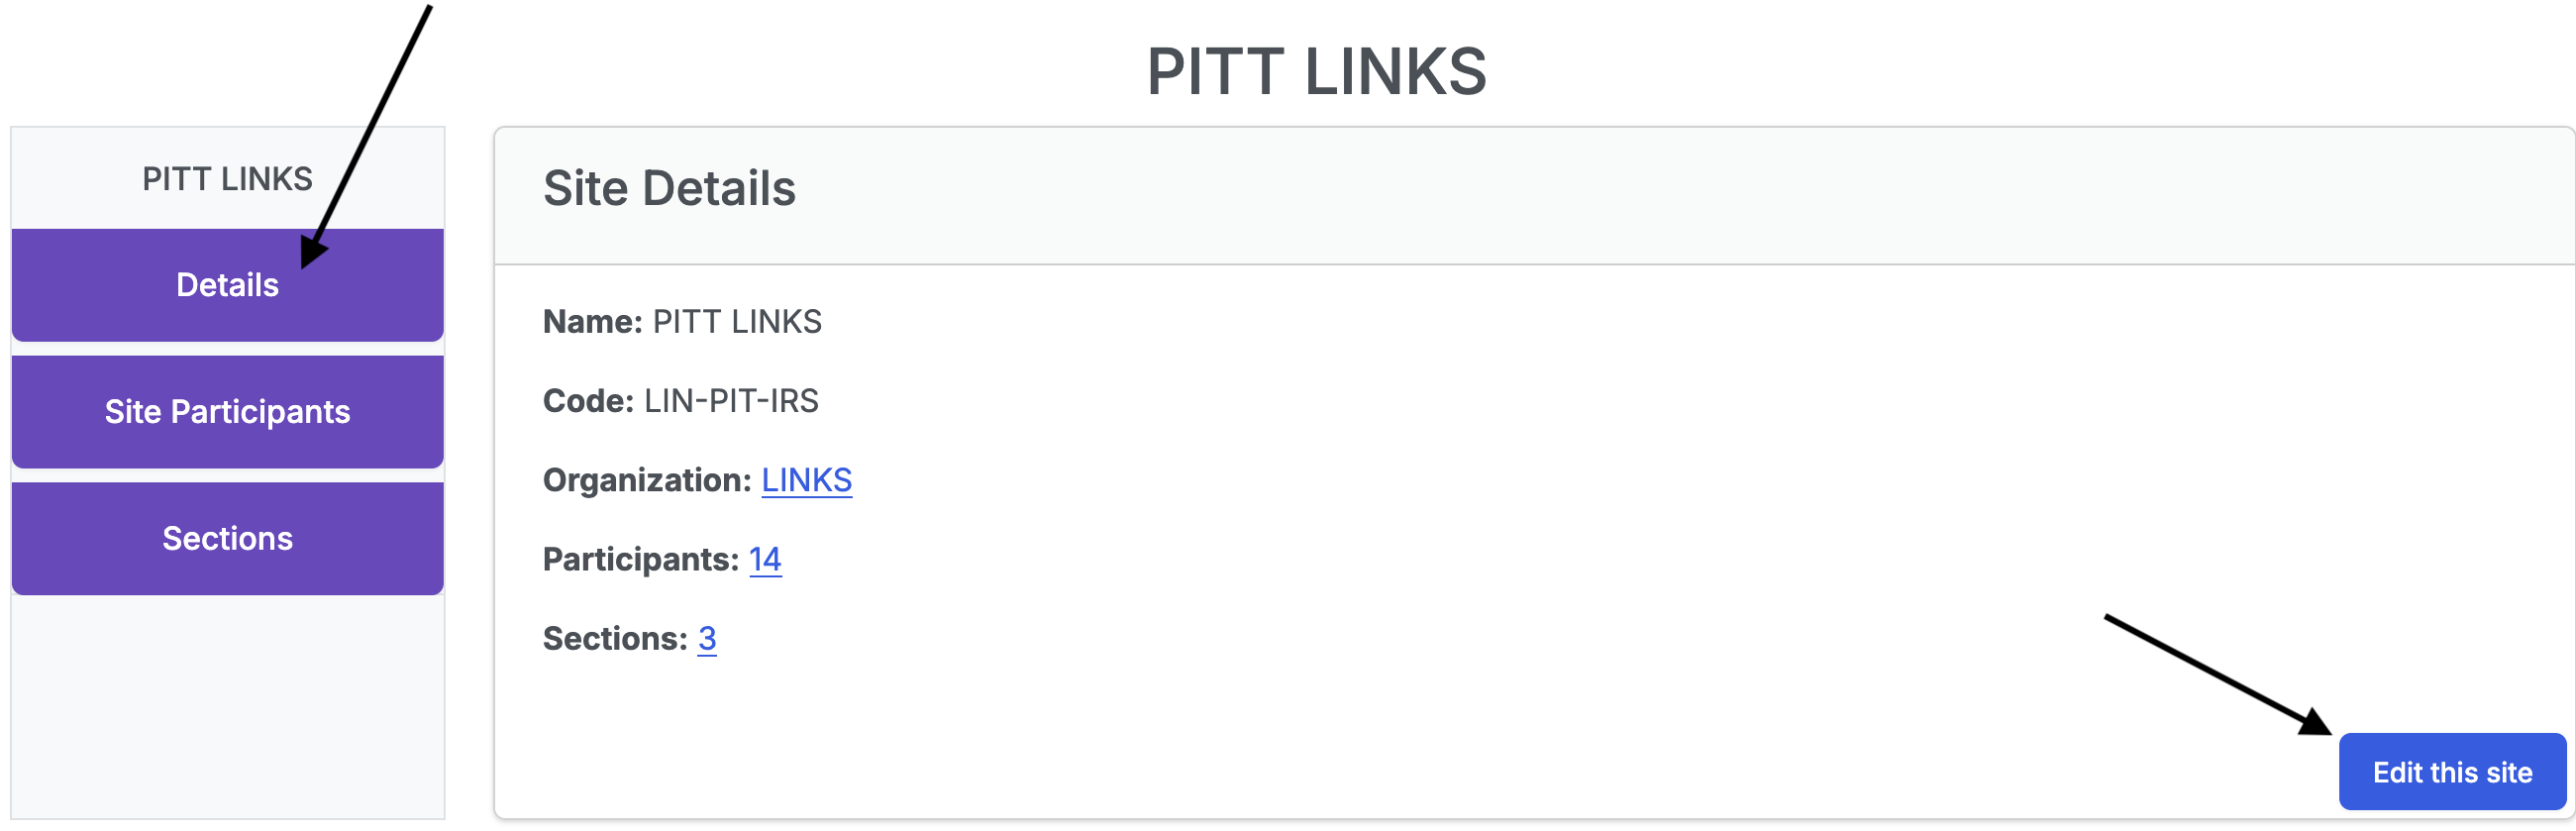 PITT LINKS
PITT LINKS
Details
Site Participants
Sections
Site Details
Name: PITT LINKS
Code: LIN-PIT-IRS
Organization: LINKS
Participants: 14
Sections: 3
Edit this site